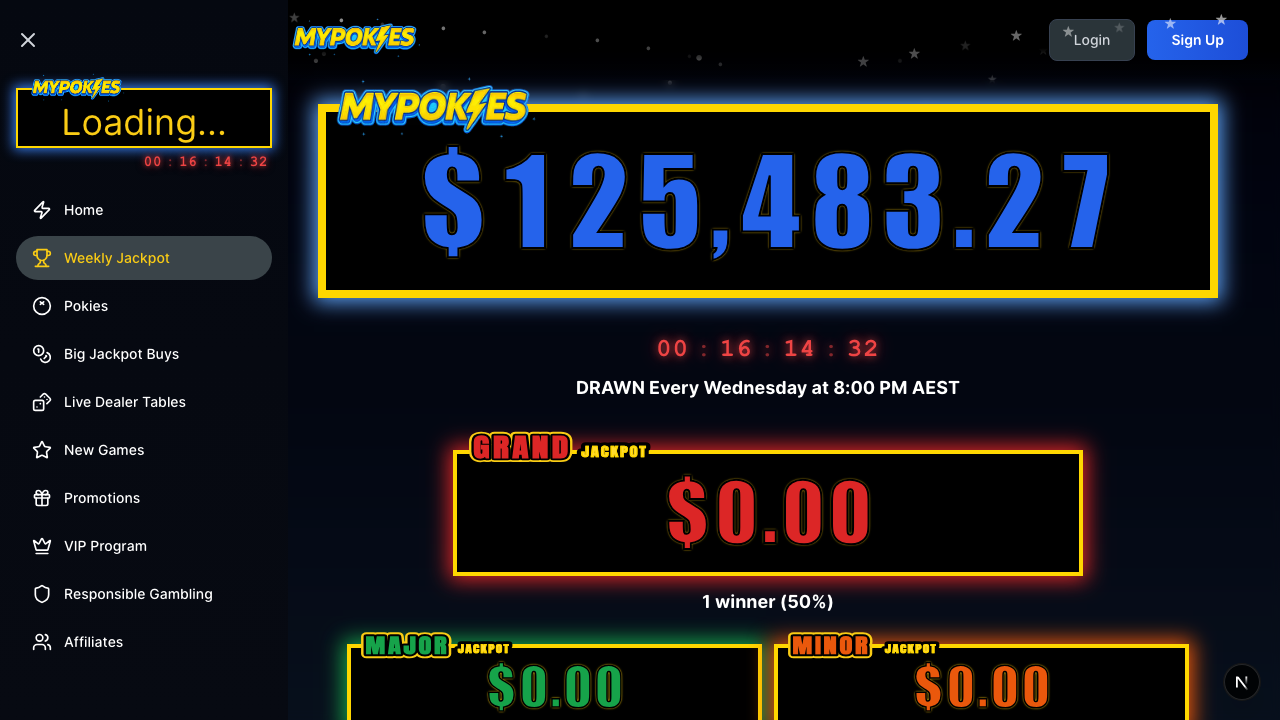 MYPOKIES
Loading...
00 : 16 : 14 : 32
Home
Weekly Jackpot
Pokies
Big Jackpot Buys
Live Dealer Tables
New Games
Promotions
VIP Program
Responsible Gambling
Affiliates
MYPOKIES
Login
Sign Up
MYPOKIES
$125,483.27
00 : 16 : 14 : 32
DRAWN Every Wednesday at 8:00 PM AEST
GRAND JACKPOT
$0.00
1 winner (50%)
MAJOR JACKPOT
$0.00
MINOR JACKPOT
$0.00
N